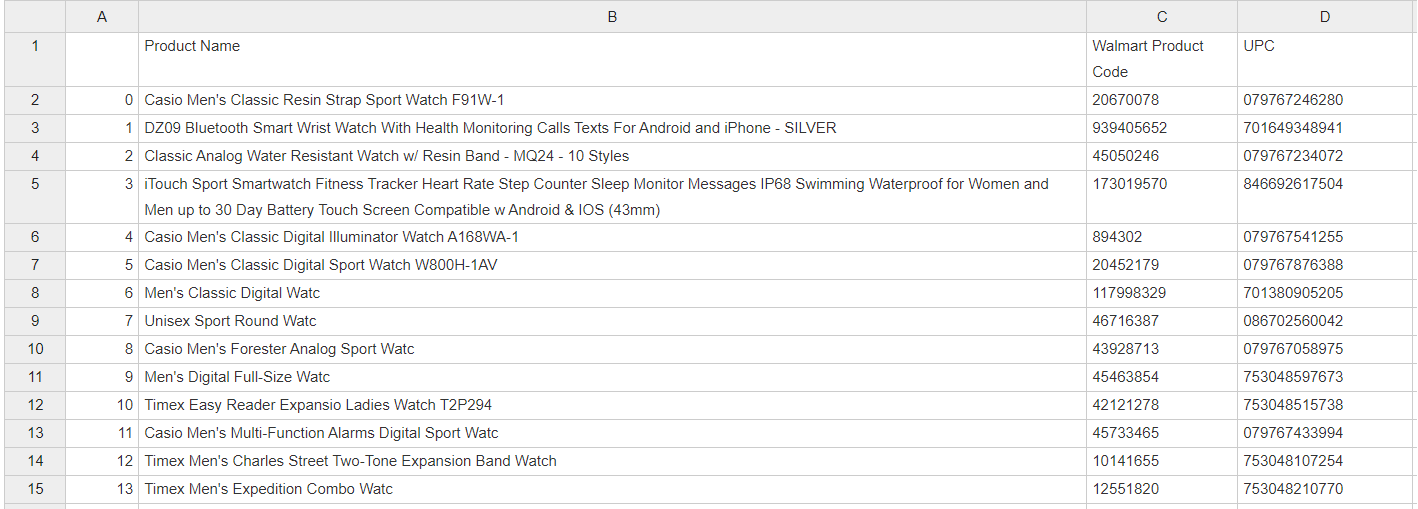 A B C D
1 Product Name Walmart Product Code UPC
2 0 Casio Men's Classic Resin Strap Sport Watch F91W-1 20670078 079767246280
3 1 DZ09 Bluetooth Smart Wrist Watch With Health Monitoring Calls Texts For Android and iPhone - SILVER 939405652 701649348941
4 2 Classic Analog Water Resistant Watch w/ Resin Band - MQ24 - 10 Styles 45050246 079767234072
5 3 iTouch Sport Smartwatch Fitness Tracker Heart Rate Step Counter Sleep Monitor Messages IP68 Swimming Waterproof for Women and 173019570 846692617504
Men up to 30 Day Battery Touch Screen Compatible w Android & IOS (43mm)
6 4 Casio Men's Classic Digital Illuminator Watch A168WA-1 894302 079767541255
7 5 Casio Men's Classic Digital Sport Watch W800H-1AV 20452179 079767876388
8 6 Men's Classic Digital Watc 117998329 701380905205
9 7 Unisex Sport Round Watc 46716387 086702560042
10 8 Casio Men's Forester Analog Sport Watc 43928713 079767058975
11 9 Men's Digital Full-Size Watc 45463854 753048597673
12 10 Timex Easy Reader Expansio Ladies Watch T2P294 42121278 753048515738
13 11 Casio Men's Multi-Function Alarms Digital Sport Watc 45733465 079767433994
14 12 Timex Men's Charles Street Two-Tone Expansion Band Watch 10141655 753048107254
15 13 Timex Men's Expedition Combo Watc 12551820 753048210770